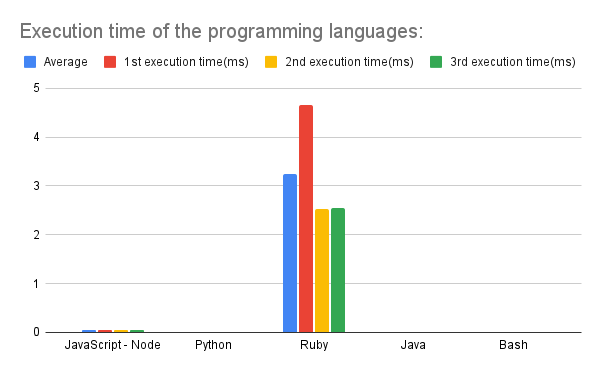 Execution time of the programming languages:
Average 1st execution time(ms) 2nd execution time(ms) 3rd execution time(ms)
5
4
3
2
1
0
JavaScript - Node Python Ruby Java Bash